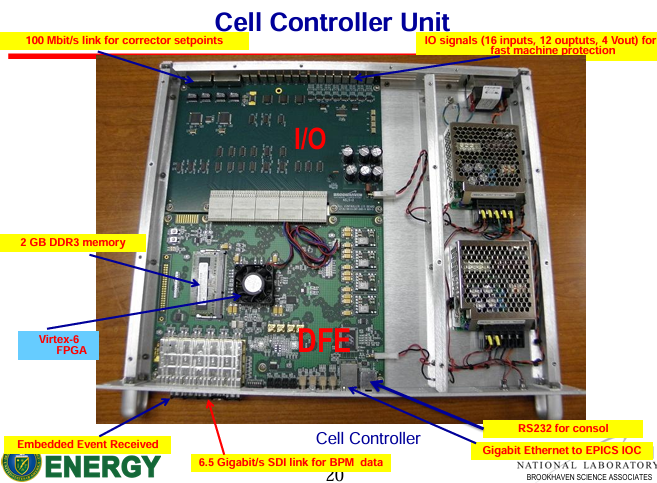 Cell Controller Unit
100 Mbit/s link for corrector setpoints
IO signals (16 inputs, 12 ouptuts, 4 Vout) for
fast machine protection
I/O
2 GB DDR3 memory
Virtex-6
FPGA
DFE
RS232 for consol
Embedded Event Received
Cell Controller
Gigabit Ethernet to EPICS IOC
6.5 Gigabit/s SDI link for BPM data
ENERGY
NATIONAL LABORATORY
20
BROOKHAVEN SCIENCE ASSOCIATES